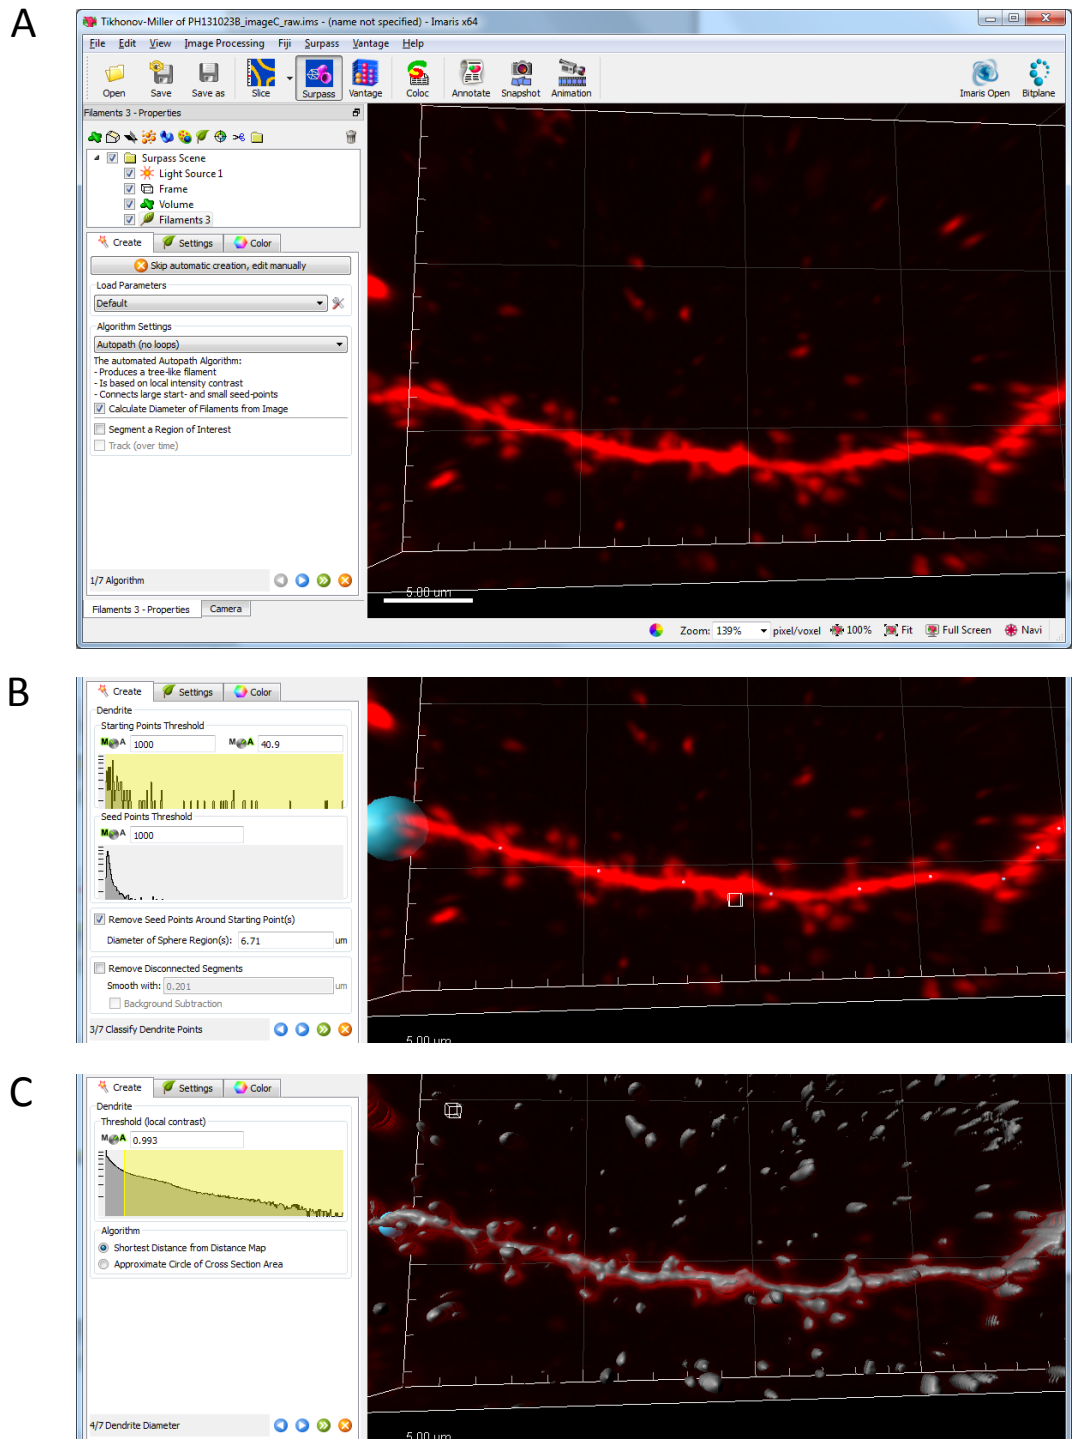 A
Tikhonov-Miller of PH131023B_imageC_raw.ims - (name not specified) - Imaris x64
File Edit View Image Processing Fiji Surpass Vantage Help
Open Save Save as Slice Surpass Vantage Coloc Annotate Snapshot Animation Imaris Open Bitplane
Filaments 3 - Properties
Surpass Scene
Light Source 1
Frame
Volume
Filaments 3
Create Settings Color
Skip automatic creation, edit manually
Load Parameters
Default
Algorithm Settings
Autopath (no loops)
The automated Autopath Algorithm:
- Produces a tree-like filament
- Is based on local intensity contrast
- Connects large start- and small seed-points
Calculate Diameter of Filaments from Image
Segment a Region of Interest
Track (over time)
1/7 Algorithm
5.00 um
Filaments 3 - Properties Camera
Zoom: 139% pixel/voxel 100% Fit Full Screen Navi
B
Create Settings Color
Dendrite
Starting Points Threshold
M A 1000 M A 40.9
Seed Points Threshold
M A 1000
Remove Seed Points Around Starting Point(s)
Diameter of Sphere Region(s): 6.71 um
Remove Disconnected Segments
Smooth with: 0.201 um
Background Subtraction
3/7 Classify Dendrite Points
5.00 um
C
Create Settings Color
Dendrite
Threshold (local contrast)
M A 0.993
Algorithm
Shortest Distance from Distance Map
Approximate Circle of Cross Section Area
4/7 Dendrite Diameter
5.00 um